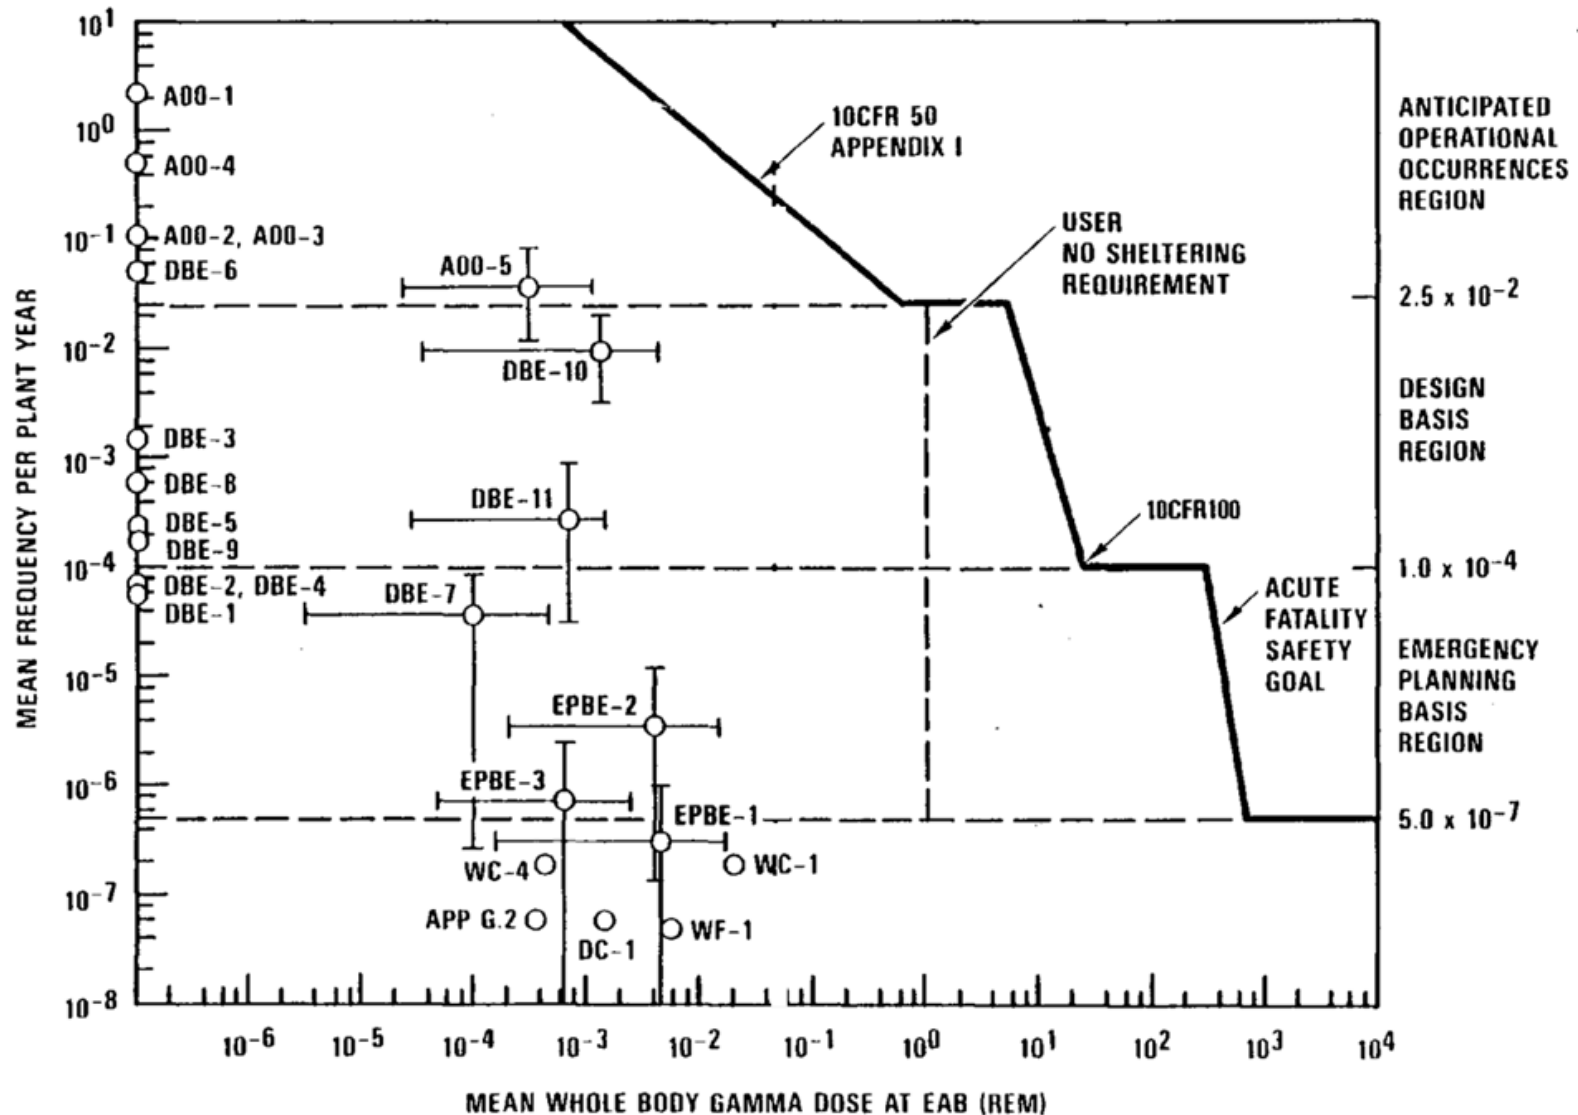 10^1
10^0
10^-1
10^-2
10^-3
10^-4
10^-5
10^-6
10^-7
10^-8
MEAN FREQUENCY PER PLANT YEAR
A00-1
A00-4
A00-2, A00-3
DBE-6
DBE-3
DBE-8
DBE-5
DBE-9
DBE-2, DBE-4
DBE-1
A00-5
DBE-10
DBE-11
DBE-7
EPBE-2
EPBE-3
EPBE-1
WC-4
WC-1
APP G.2
DC-1
WF-1
10CFR 50
APPENDIX I
USER
NO SHELTERING
REQUIREMENT
10CFR100
ACUTE
FATALITY
SAFETY
GOAL
ANTICIPATED
OPERATIONAL
OCCURRENCES
REGION
2.5 x 10^-2
DESIGN
BASIS
REGION
1.0 x 10^-4
EMERGENCY
PLANNING
BASIS
REGION
5.0 x 10^-7
10^-6 10^-5 10^-4 10^-3 10^-2 10^-1 10^0 10^1 10^2 10^3 10^4
MEAN WHOLE BODY GAMMA DOSE AT EAB (REM)